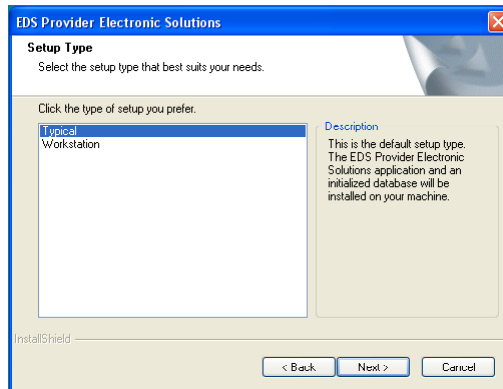 EDS Provider Electronic Solutions
Setup Type
Select the setup type that best suits your needs.
Click the type of setup you prefer.
Typical
Workstation
Description
This is the default setup type.
The EDS Provider Electronic
Solutions application and an
initialized database will be
installed on your machine.
InstallShield
< Back
Next >
Cancel